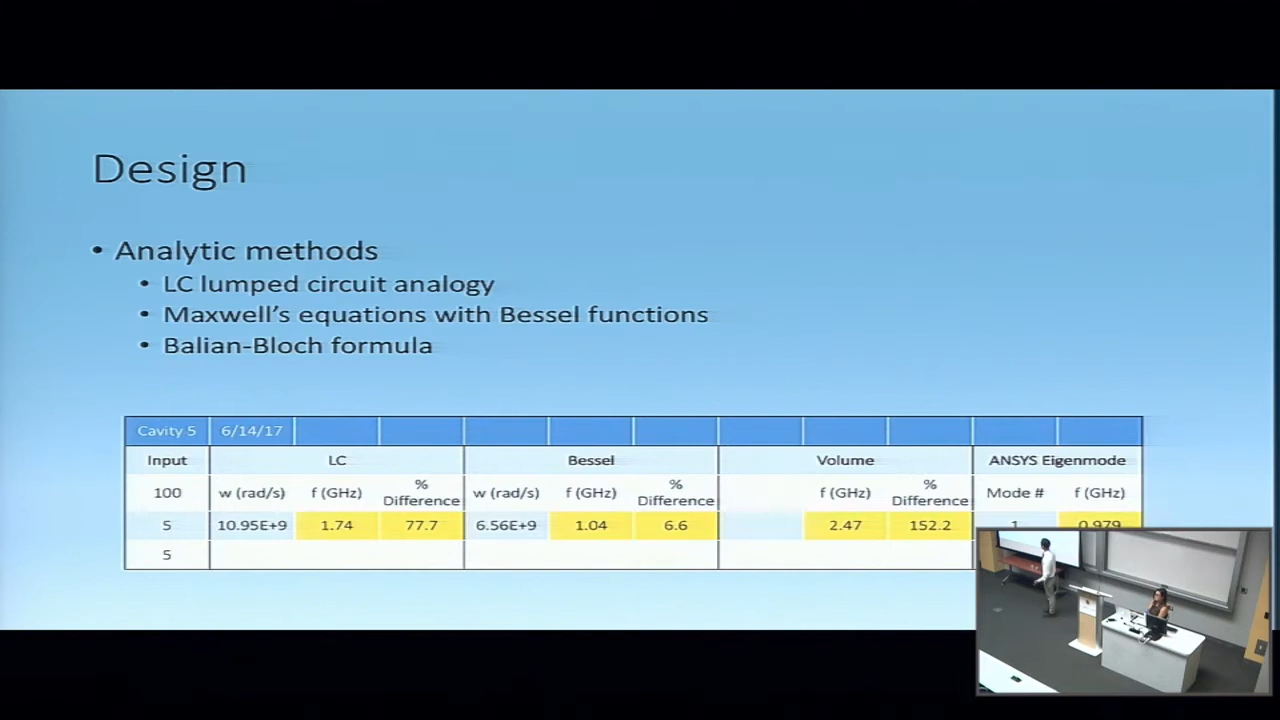 Design
• Analytic methods
• LC lumped circuit analogy
• Maxwell's equations with Bessel functions
• Balian-Bloch formula
Cavity 5 6/14/17
Input LC Bessel Volume ANSYS Eigenmode
100 w (rad/s) f (GHz) % Difference w (rad/s) f (GHz) % Difference f (GHz) % Difference Mode # f (GHz)
5 10.95E+9 1.74 77.7 6.56E+9 1.04 6.6 2.47 152.2 1 0.979
5